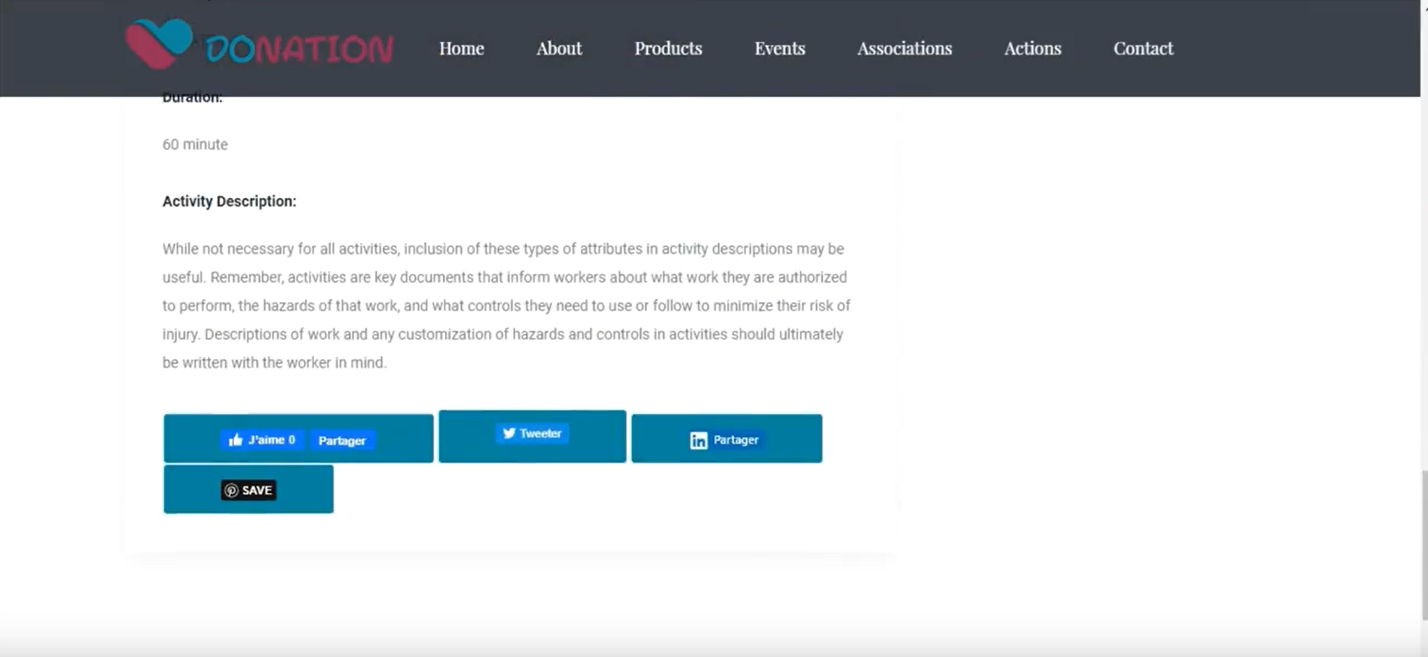 DONATION
Home About Products Events Associations Actions Contact
Duration:
60 minute
Activity Description:
While not necessary for all activities, inclusion of these types of attributes in activity descriptions may be
useful. Remember, activities are key documents that inform workers about what work they are authorized
to perform, the hazards of that work, and what controls they need to use or follow to minimize their risk of
injury. Descriptions of work and any customization of hazards and controls in activities should ultimately
be written with the worker in mind.
J'aime 0 Partager Tweeter in Partager
SAVE